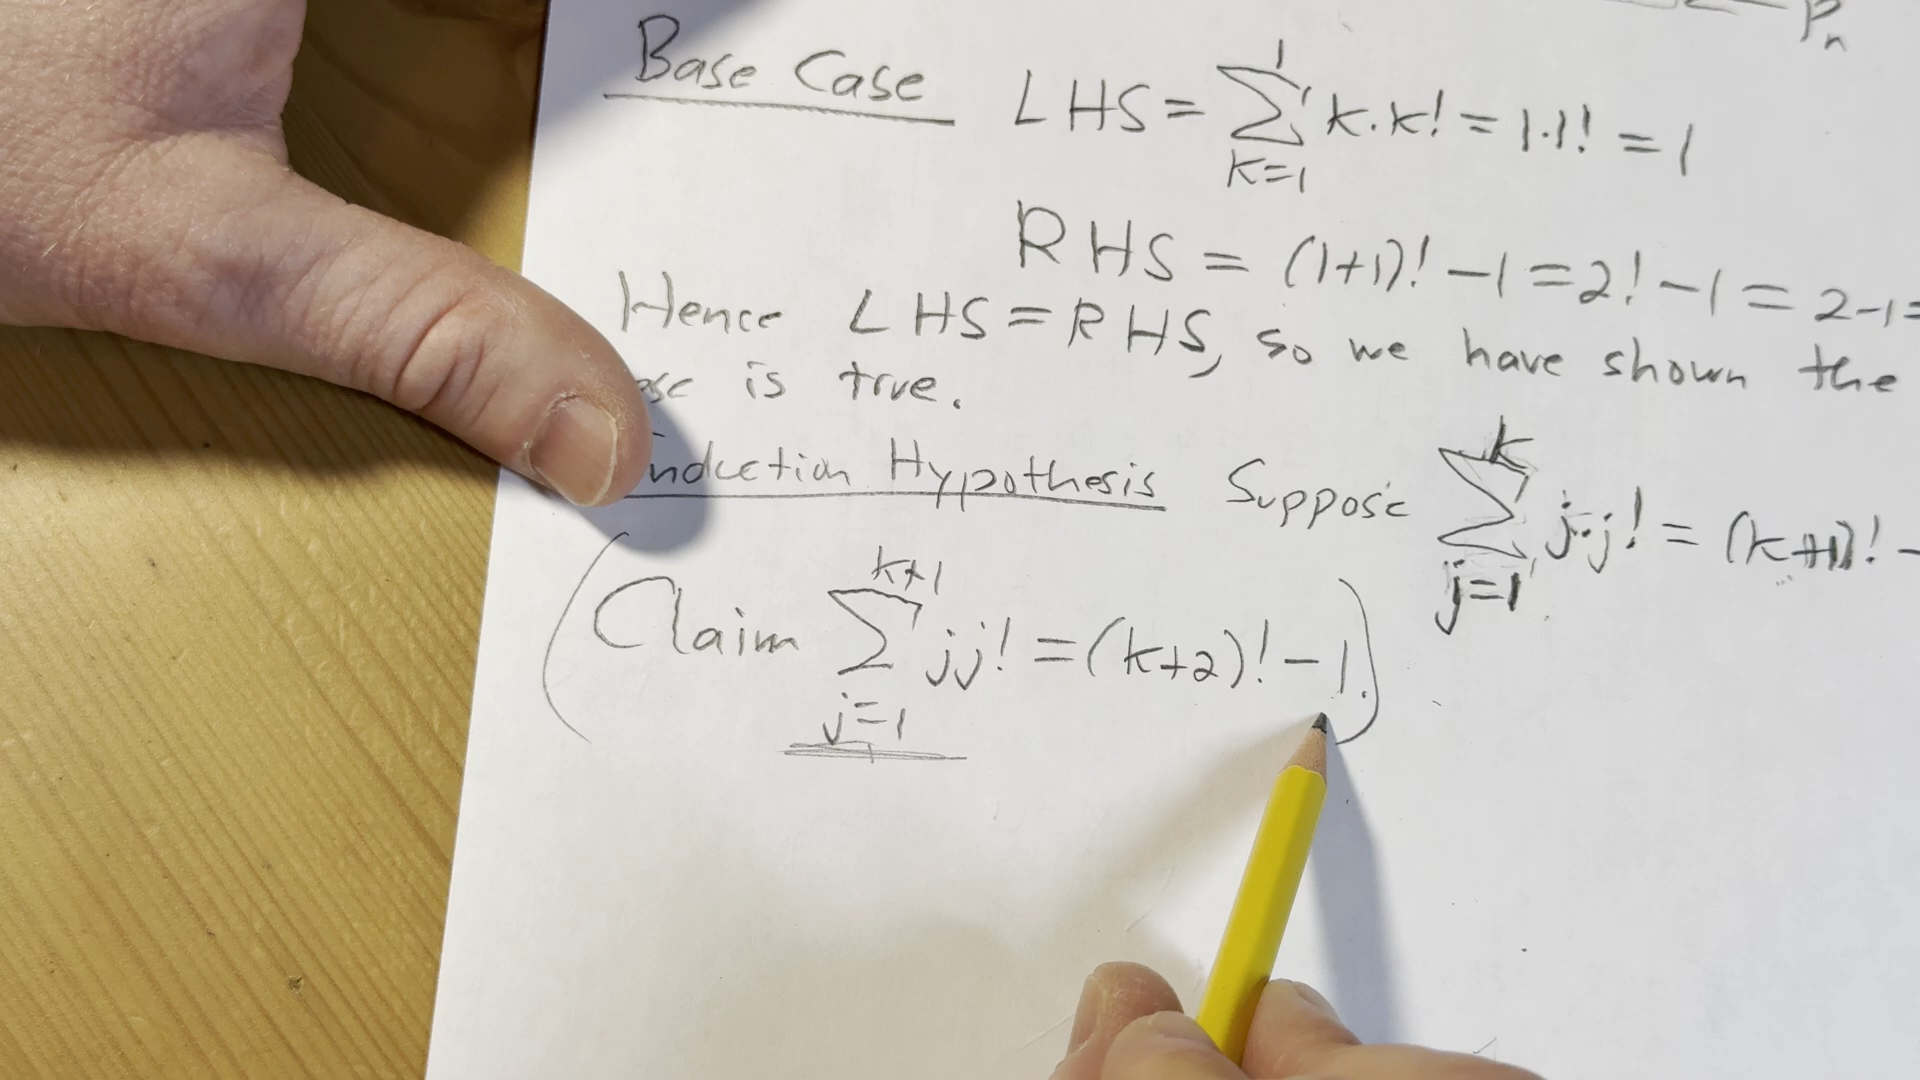 Pn
Base Case LHS = ∑ k=1 1 k·k! = 1·1! = 1
RHS = (1+1)! - 1 = 2! - 1 = 2-1=
Hence LHS = RHS, so we have shown the
is true.
Induction Hypothesis Suppose ∑ j=1 k j·j! = (k+1)! -
(Claim ∑ j=1 k+1 jj! = (k+2)! - 1.)